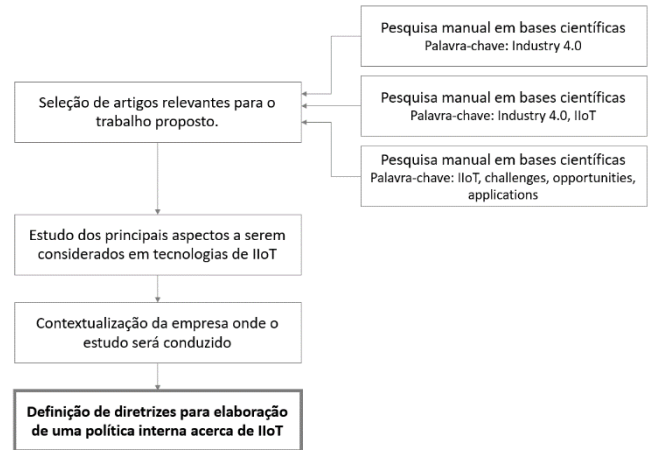 Pesquisa manual em bases científicas
Palavra-chave: Industry 4.0
Seleção de artigos relevantes para o
trabalho proposto.
Pesquisa manual em bases científicas
Palavra-chave: Industry 4.0, IIoT
Pesquisa manual em bases científicas
Palavra-chave: IIoT, challenges, opportunities,
applications
Estudo dos principais aspectos a serem
considerados em tecnologias de IIoT
Contextualização da empresa onde o
estudo será conduzido
Definição de diretrizes para elaboração
de uma política interna acerca de IIoT